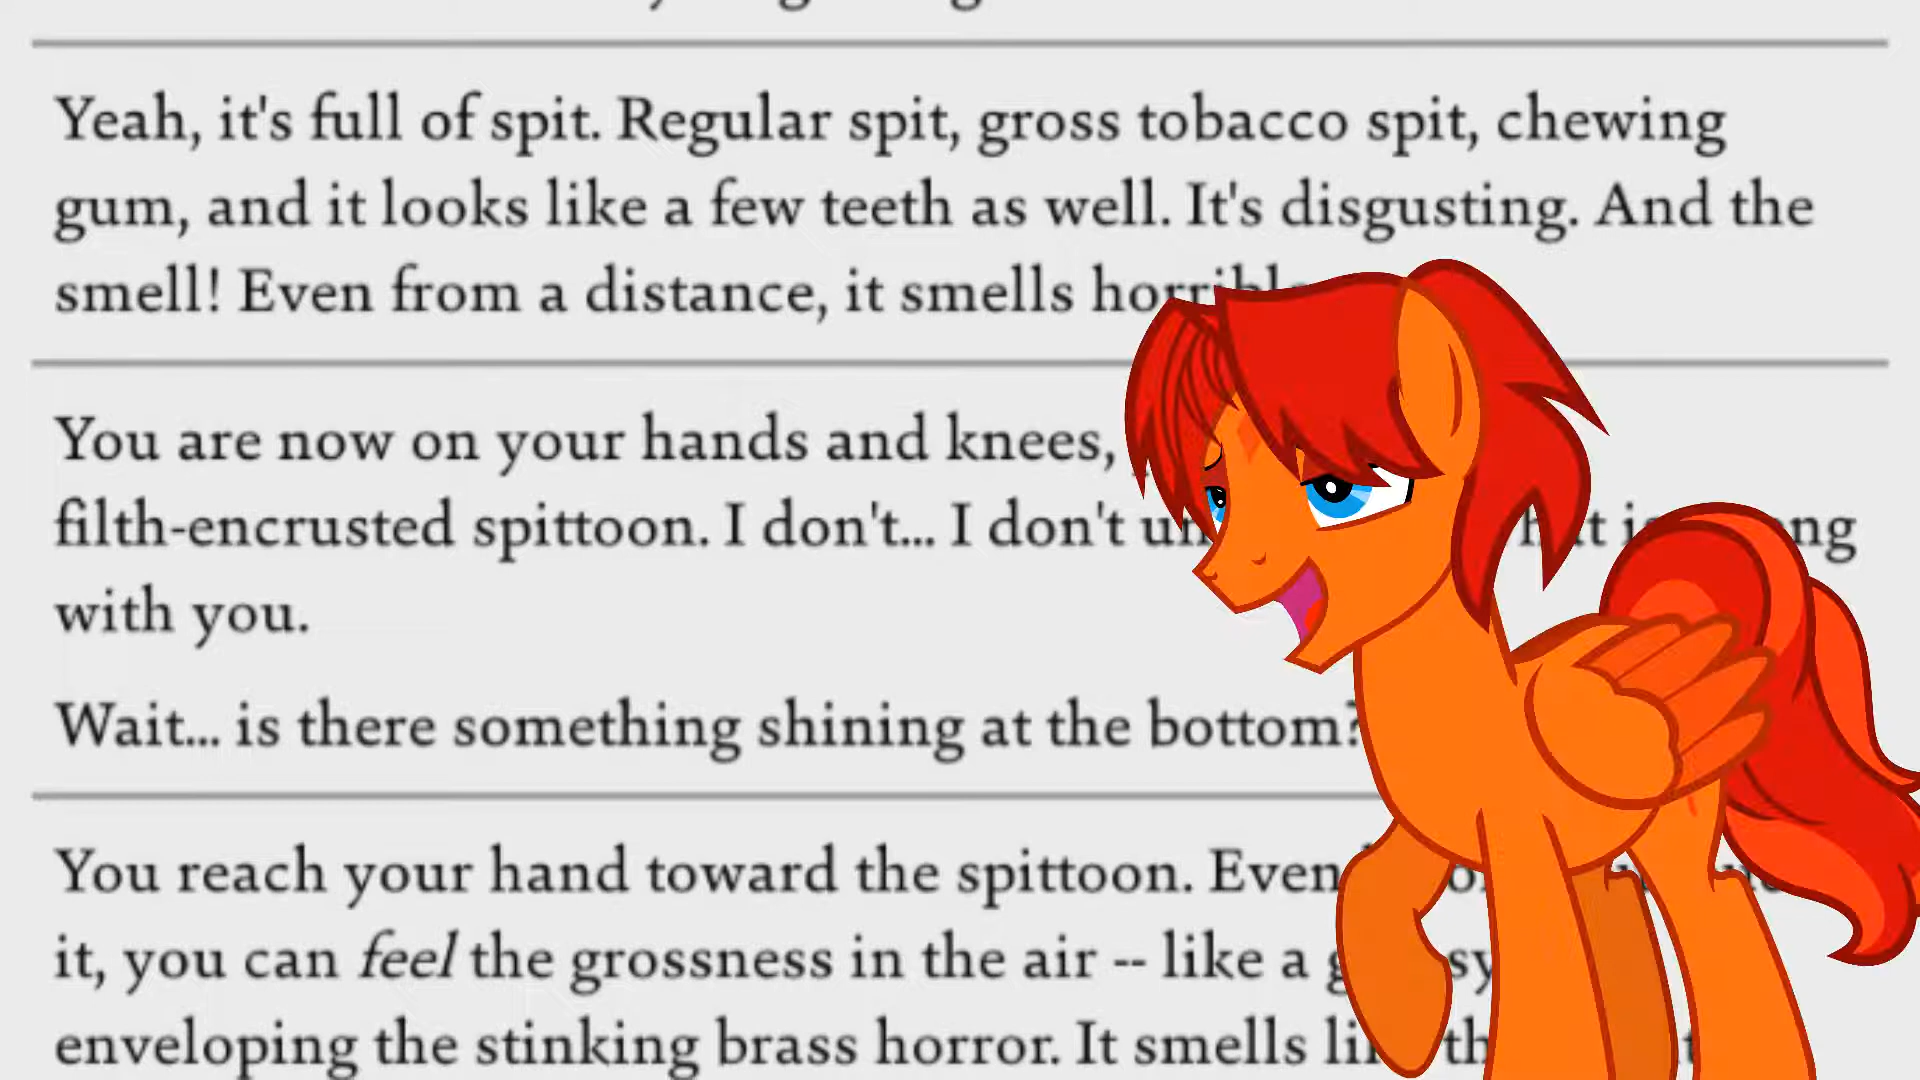 Yeah, it's full of spit. Regular spit, gross tobacco spit, chewing
gum, and it looks like a few teeth as well. It's disgusting. And the
smell! Even from a distance, it smells horrible
You are now on your hands and knees,
filth-encrusted spittoon. I don't... I don't
with you.
Wait... is there something shining at the bottom?
You reach your hand toward the spittoon. Even
it, you can feel the grossness in the air -- like a
enveloping the stinking brass horror. It smells